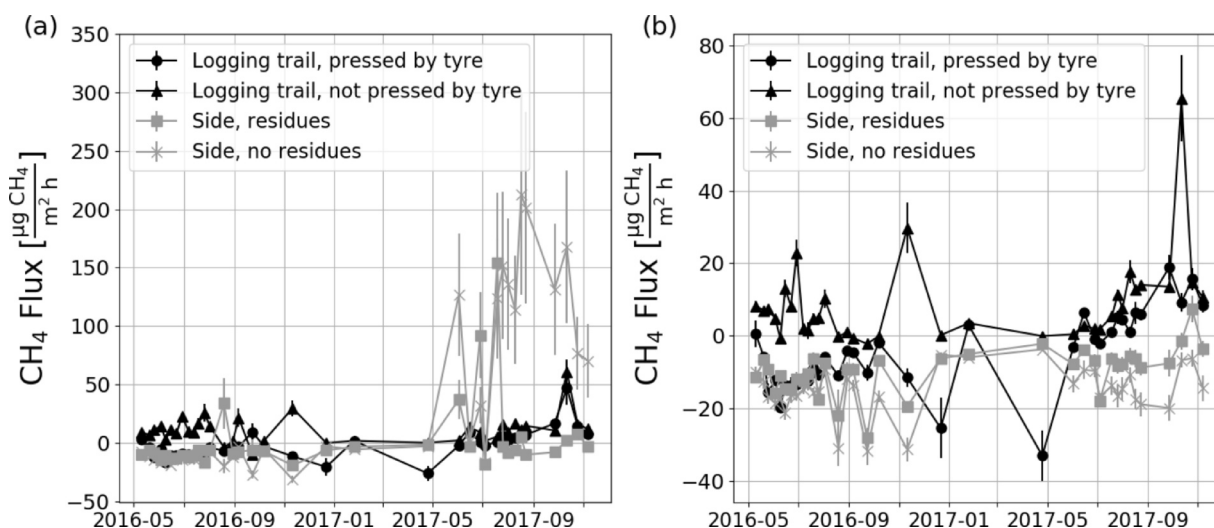 (a)
350
300
250
200
150
100
50
0
−50
CH4 Flux [μg CH4 / m2 h]
Logging trail, pressed by tyre
Logging trail, not pressed by tyre
Side, residues
Side, no residues
2016-05 2016-09 2017-01 2017-05 2017-09
(b)
80
60
40
20
0
−20
−40
CH4 Flux [μg CH4 / m2 h]
Logging trail, pressed by tyre
Logging trail, not pressed by tyre
Side, residues
Side, no residues
2016-05 2016-09 2017-01 2017-05 2017-09